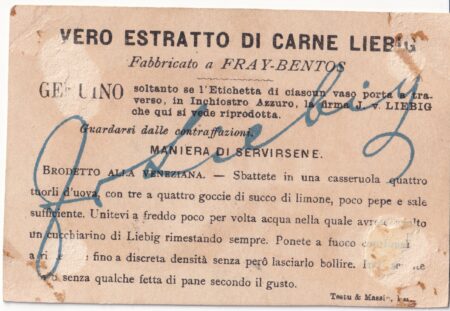 VERO ESTRATTO DI CARNE LIEBIG
Fabbricato a FRAY-BENTOS
GENUINO soltanto se l'Etichetta di ciascun vaso porta a tra-
verso, in Inchiostro Azzuro, la firma J. v. LIEBIG
che qui si vede riprodotta.
Guardarsi dalle contraffazioni.
MANIERA DI SERVIRSENE.
BRODETTO ALLA VENEZIANA. — Sbattete in una casseruola quattro
tuorli d'uova, con tre a quattro goccie di succo di limone, poco pepe e sale
sufficiente. Unitevi a freddo poco per volta acqua nella quale
un cucchiarino di Liebig rimestando sempre. Ponete a fuoco
fino a discreta densità senza però lasciarlo bollire.
senza qualche fetta di pane secondo il gusto.
Testu & Massin,